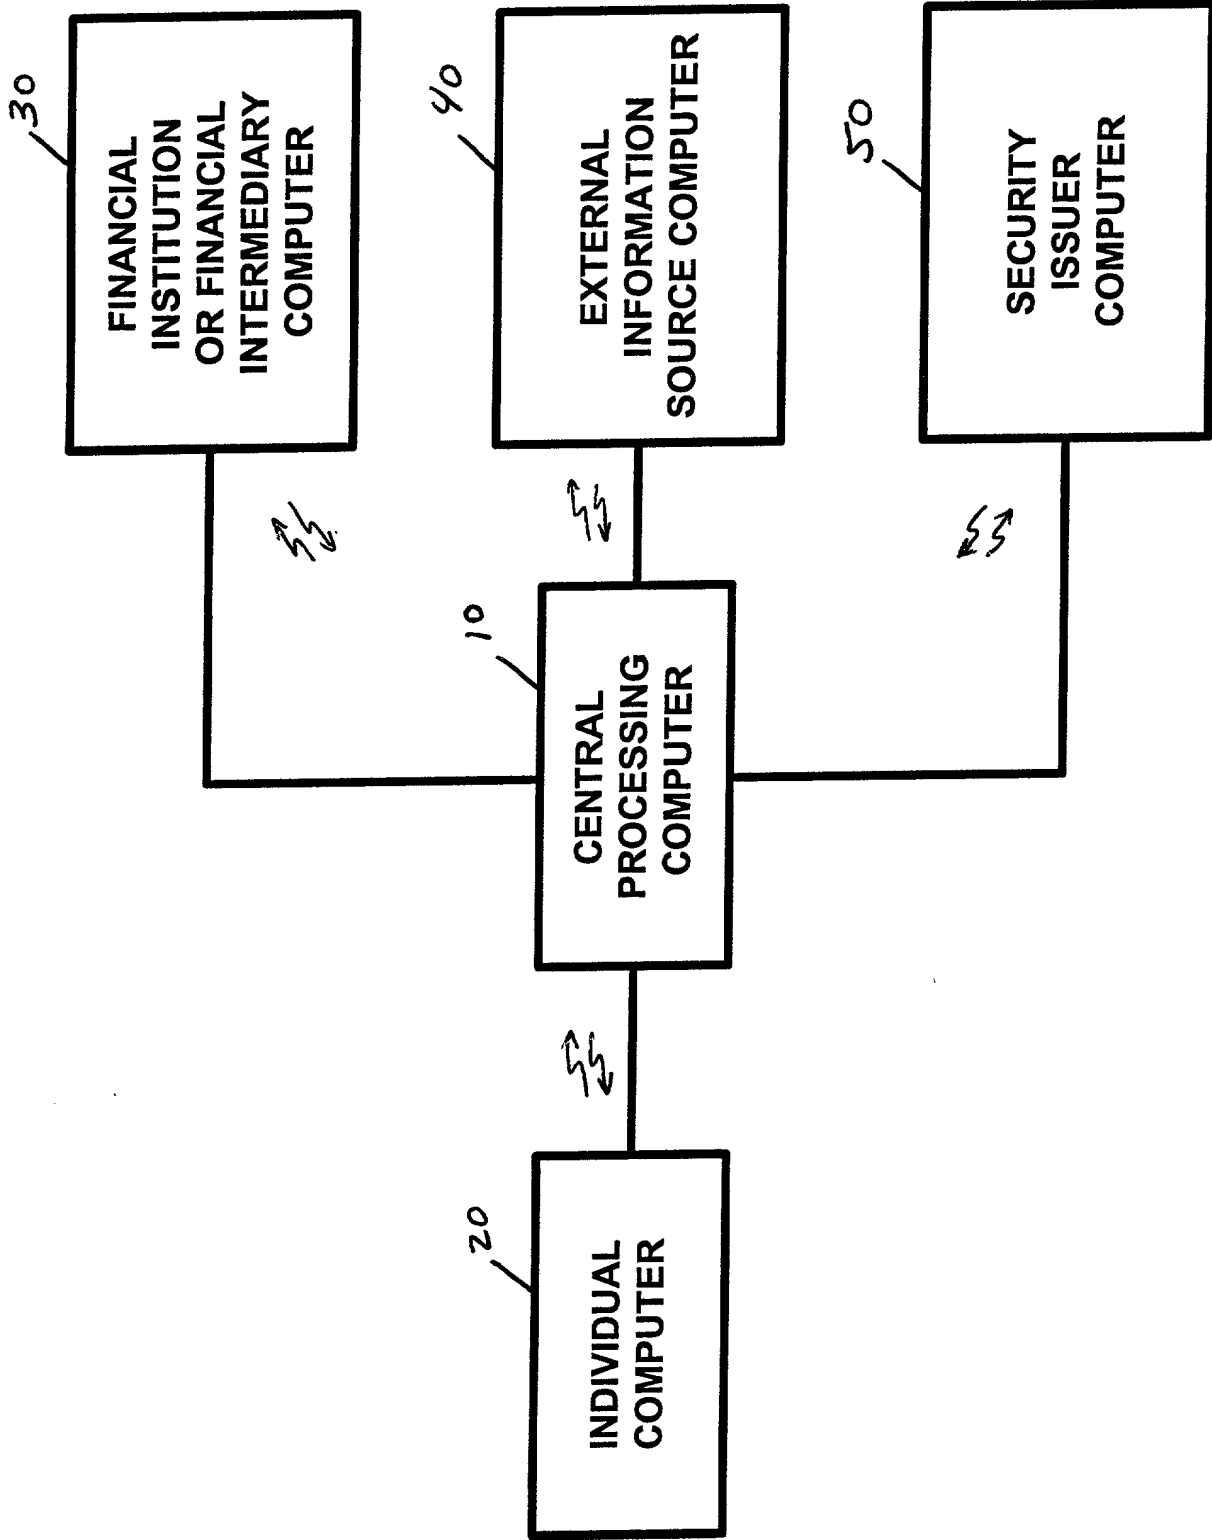 30
FINANCIAL
INSTITUTION
OR FINANCIAL
INTERMEDIARY
COMPUTER
20
INDIVIDUAL
COMPUTER
10
CENTRAL
PROCESSING
COMPUTER
40
EXTERNAL
INFORMATION
SOURCE COMPUTER
50
SECURITY
ISSUER
COMPUTER